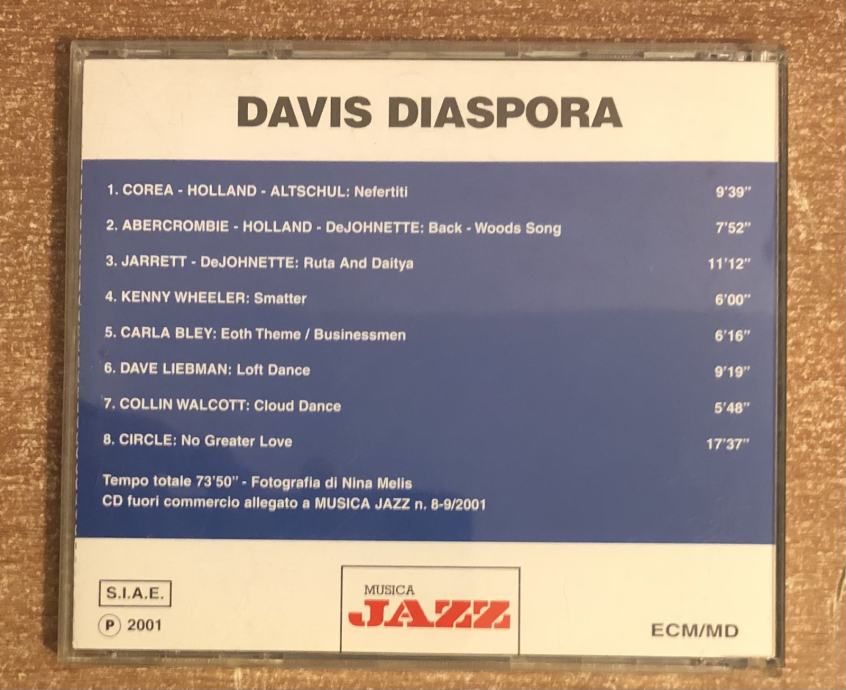 DAVIS DIASPORA
1. COREA - HOLLAND - ALTSCHUL: Nefertiti 9'39"
2. ABERCROMBIE - HOLLAND - DeJOHNETTE: Back - Woods Song 7'52"
3. JARRETT - DeJOHNETTE: Ruta And Daitya 11'12"
4. KENNY WHEELER: Smatter 6'00"
5. CARLA BLEY: Eoth Theme / Businessmen 6'16"
6. DAVE LIEBMAN: Loft Dance 9'19"
7. COLLIN WALCOTT: Cloud Dance 5'48"
8. CIRCLE: No Greater Love 17'37"
Tempo totale 73'50" - Fotografia di Nina Melis
CD fuori commercio allegato a MUSICA JAZZ n. 8-9/2001
S.I.A.E.
℗ 2001
MUSICA
JAZZ
ECM/MD